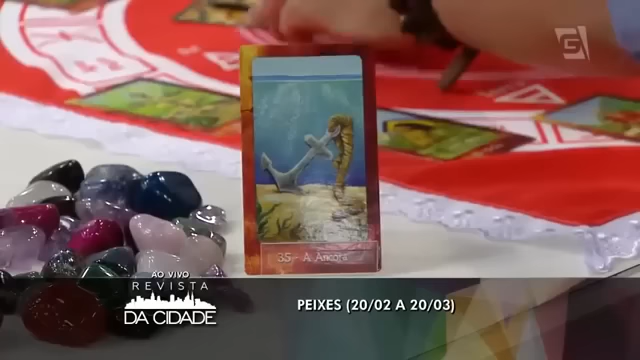 35 - A Âncora
AO VIVO
REVISTA
DA CIDADE
PEIXES (20/02 A 20/03)
G